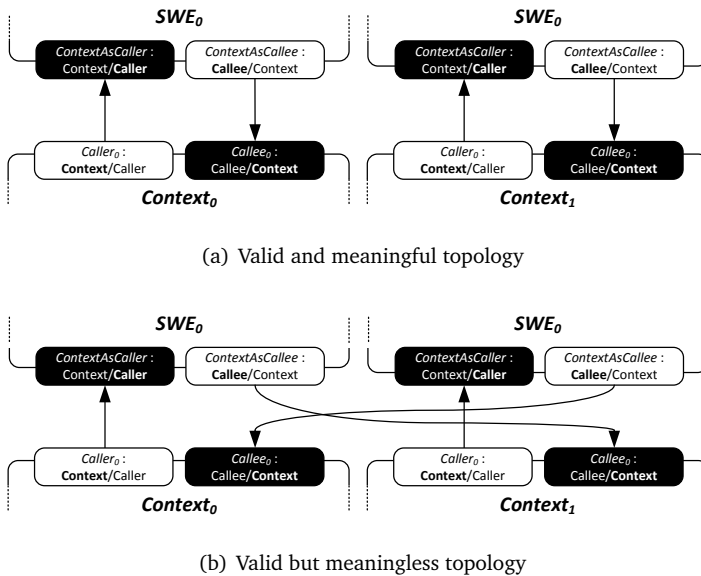 SWE₀ SWE₀
ContextAsCaller : ContextAsCallee : ContextAsCaller : ContextAsCallee :
Context/Caller Callee/Context Context/Caller Callee/Context
Caller₀ : Callee₀ : Caller₀ : Callee₀ :
Context/Caller Callee/Context Context/Caller Callee/Context
Context₀ Context₁
(a) Valid and meaningful topology
SWE₀ SWE₀
ContextAsCaller : ContextAsCallee : ContextAsCaller : ContextAsCallee :
Context/Caller Callee/Context Context/Caller Callee/Context
Caller₀ : Callee₀ : Caller₀ : Callee₀ :
Context/Caller Callee/Context Context/Caller Callee/Context
Context₀ Context₁
(b) Valid but meaningless topology